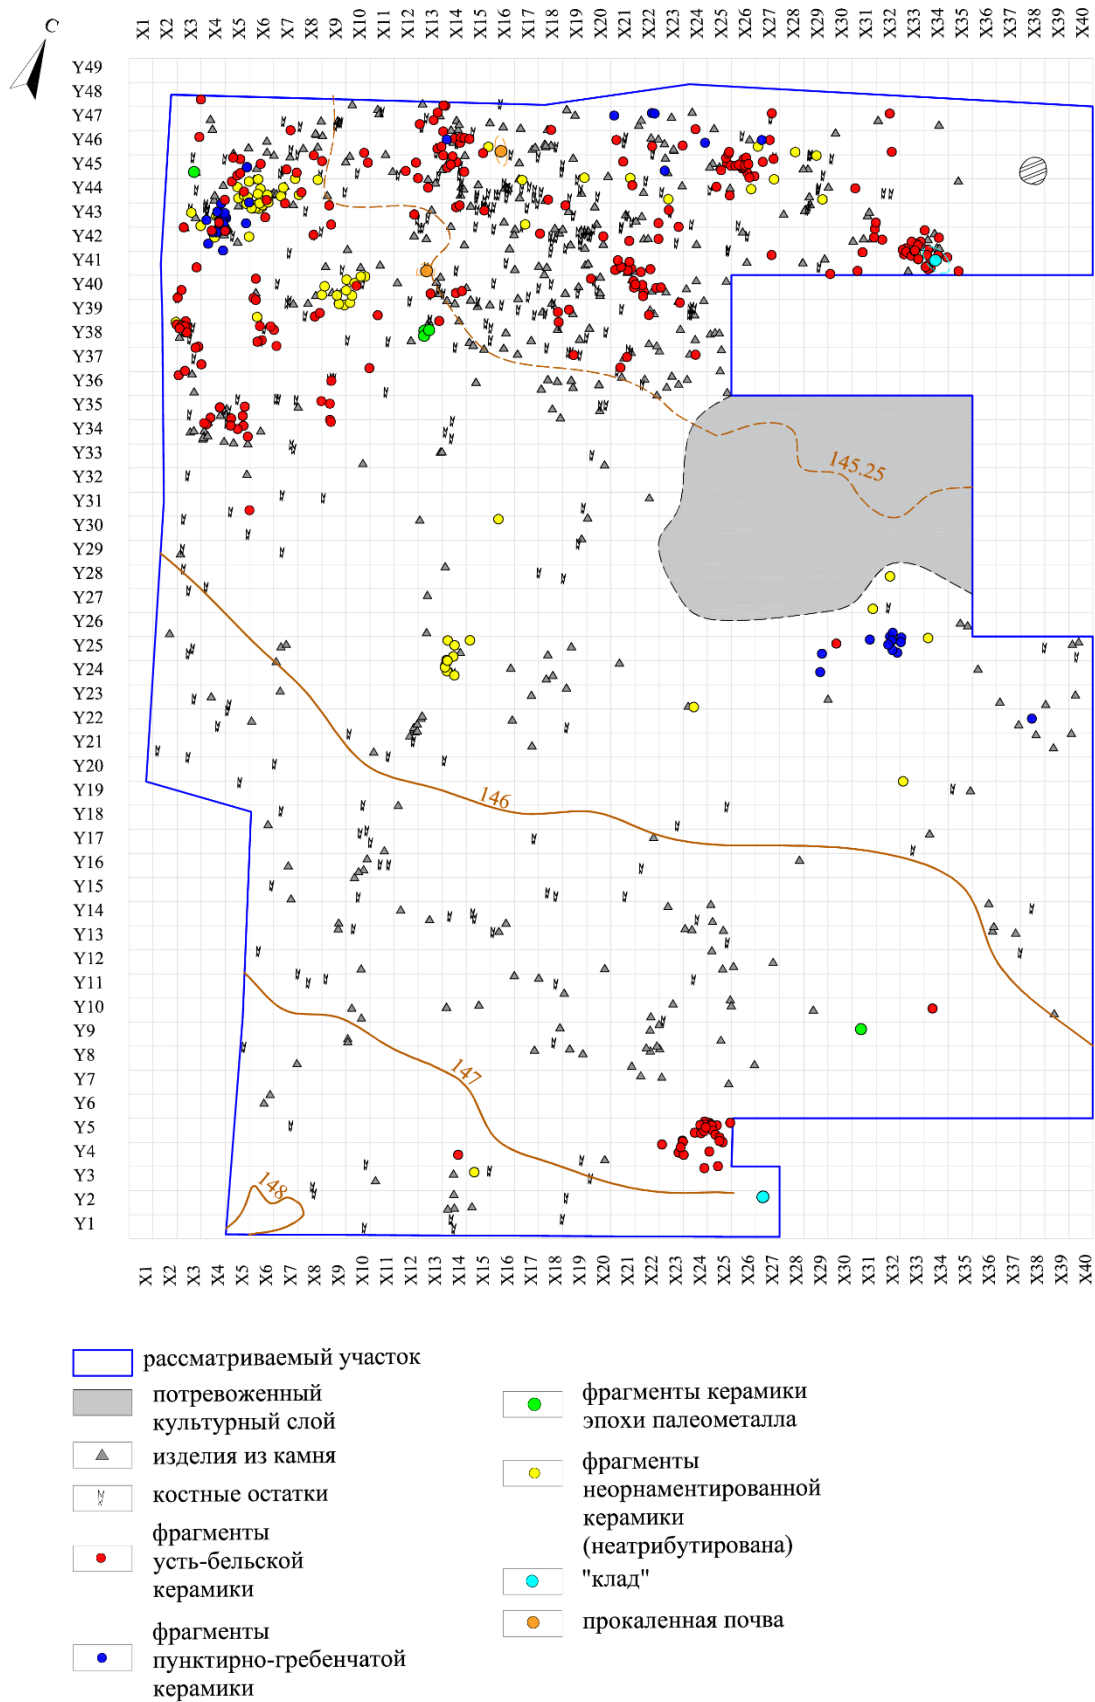 X1 X2 X3 X4 X5 X6 X7 X8 X9 X10 X11 X12 X13 X14 X15 X16 X17 X18 X19 X20 X21 X22 X23 X24 X25 X26 X27 X28 X29 X30 X31 X32 X33 X34 X35 X36 X37 X38 X39 X40
С
Y49
Y48
Y47
Y46
Y45
Y44
Y43
Y42
Y41
Y40
Y39
Y38
Y37
Y36
Y35
Y34
Y33
145.25
Y32
Y31
Y30
Y29
Y28
Y27
Y26
Y25
Y24
Y23
Y22
Y21
Y20
Y19
146
Y18
Y17
Y16
Y15
Y14
Y13
Y12
Y11
Y10
Y9
Y8
147
Y7
Y6
Y5
Y4
Y3
148
Y2
Y1
X1 X2 X3 X4 X5 X6 X7 X8 X9 X10 X11 X12 X13 X14 X15 X16 X17 X18 X19 X20 X21 X22 X23 X24 X25 X26 X27 X28 X29 X30 X31 X32 X33 X34 X35 X36 X37 X38 X39 X40
рассматриваемый участок
потревоженный
культурный слой
изделия из камня
костные остатки
фрагменты
усть-бельской
керамики
фрагменты
пунктирно-гребенчатой
керамики
фрагменты керамики
эпохи палеометалла
фрагменты
неорнаментированной
керамики
(неатрибутирована)
"клад"
прокаленная почва